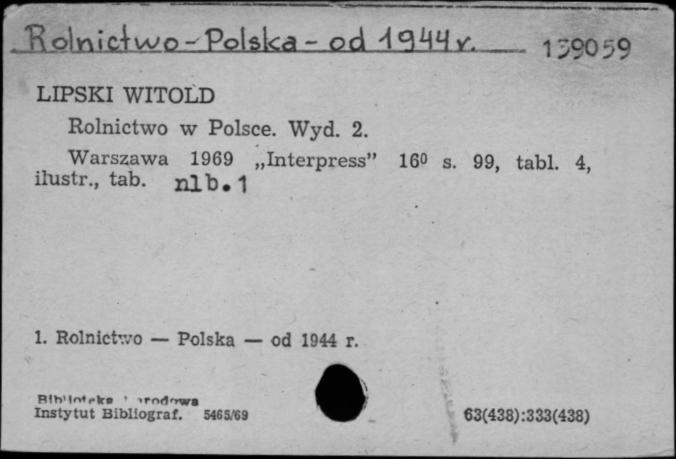 Rolnictwo - Polska - od 1944 r. 139059
LIPSKI WITOLD
Rolnictwo w Polsce. Wyd. 2.
Warszawa 1969 „Interpress” 16⁰ s. 99, tabl. 4,
ilustr., tab. nlb.1
1. Rolnictwo — Polska — od 1944 r.
Instytut Bibliograf. 5465/69
63(438):333(438)